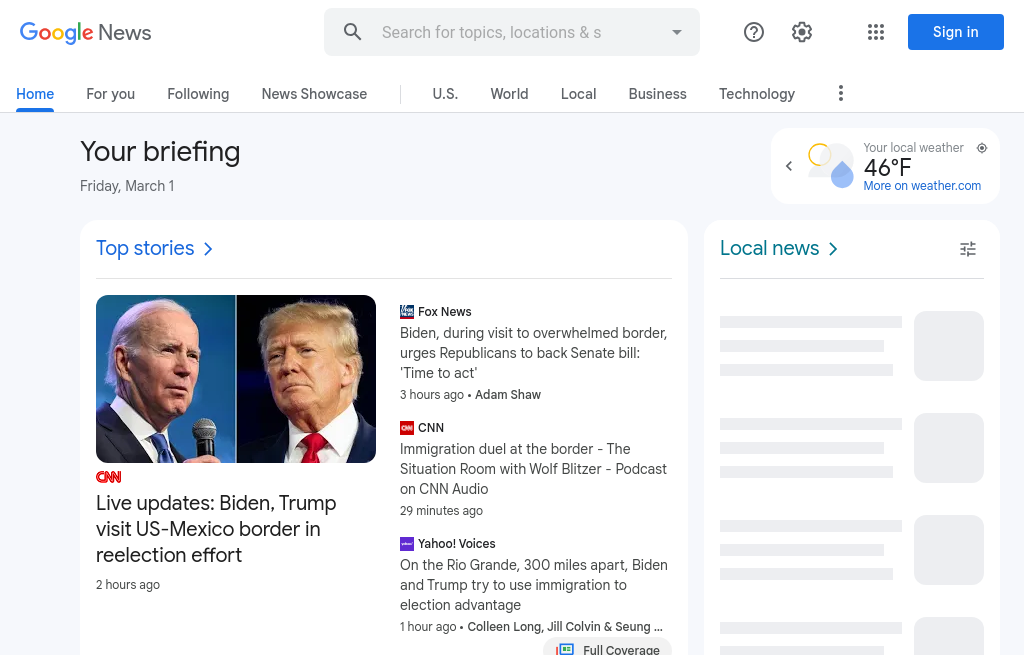 Google News
Search for topics, locations & s
Sign in
Home
For you
Following
News Showcase
U.S.
World
Local
Business
Technology
Your briefing
Friday, March 1
Your local weather
46°F
More on weather.com
Top stories
CNN
Live updates: Biden, Trump
visit US-Mexico border in
reelection effort
2 hours ago
Fox News
Biden, during visit to overwhelmed border,
urges Republicans to back Senate bill:
'Time to act'
3 hours ago • Adam Shaw
CNN
Immigration duel at the border - The
Situation Room with Wolf Blitzer - Podcast
on CNN Audio
29 minutes ago
Yahoo! Voices
On the Rio Grande, 300 miles apart, Biden
and Trump try to use immigration to
election advantage
1 hour ago • Colleen Long, Jill Colvin & Seung ...
Full Coverage
Local news